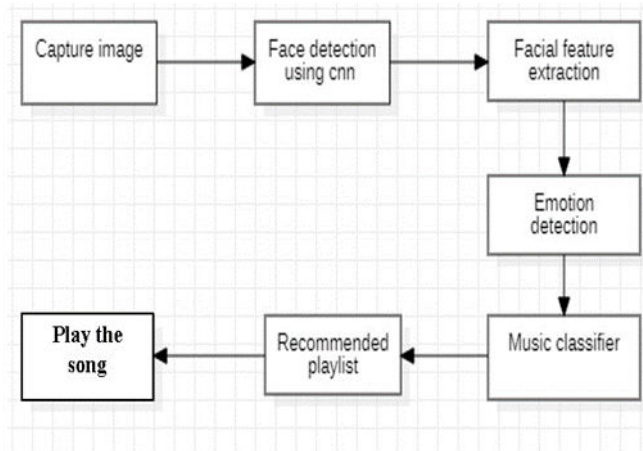 Capture image
Face detection
using cnn
Facial feature
extraction
Emotion
detection
Music classifier
Recommended
playlist
Play the
song